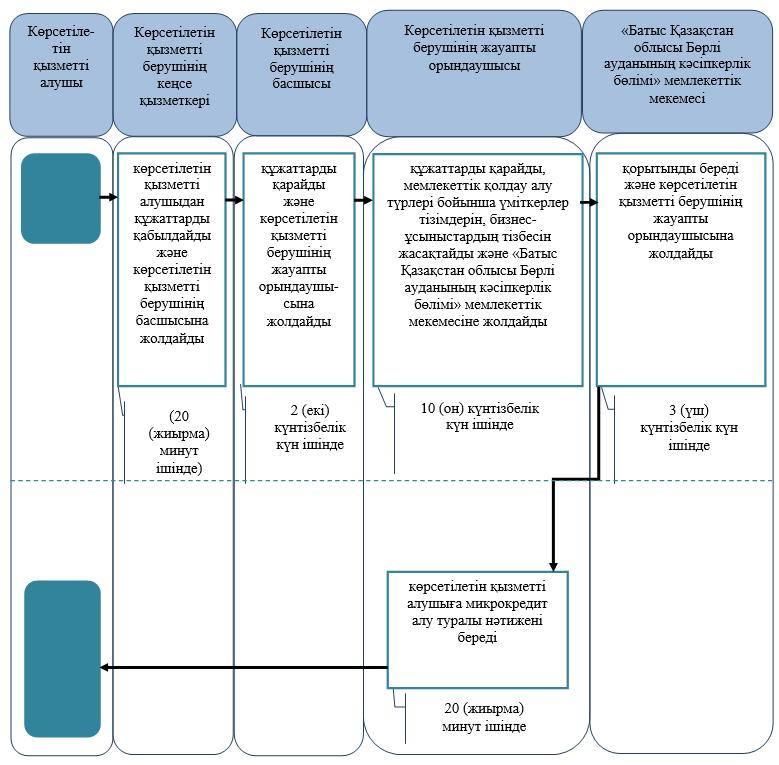 Көрсетіле-
тін
қызметті
алушы
Көрсетілетін
қызметті
берушінің
кеңсе
қызметкері
Көрсетілетін
қызметті
берушінің
басшысы
Көрсетілетін қызметті
берушінің жауапты
орындаушысы
«Батыс Қазақстан
облысы Бөрлі
ауданының кәсіпкерлік
бөлімі» мемлекеттік
мекемесі
көрсетілетін
қызметті
алушыдан
құжаттарды
қабылдайды
және
көрсетілетін
қызметті
берушінің
басшысына
жолдайды
құжаттарды
қарайды
және
көрсетілетін
қызметті
берушінің
жауапты
орындаушы-
сына
жолдайды
құжаттарды қарайды,
мемлекеттік қолдау алу
түрлері бойынша үміткерлер
тізімдерін, бизнес-
ұсыныстардың тізбесін
жасақтайды және «Батыс
Қазақстан облысы Бөрлі
ауданының кәсіпкерлік
бөлімі» мемлекеттік
мекемесіне жолдайды
қорытынды береді
және көрсетілетін
қызметті берушінің
жауапты
орындаушысына
жолдайды
(20
(жиырма)
минут
ішінде)
2 (екі)
күнтізбелік
күн ішінде
10 (он) күнтізбелік
күн ішінде
3 (үш)
күнтізбелік күн
ішінде
көрсетілетін қызметті
алушыға микрокредит
алу туралы нәтижені
береді
20 (жиырма)
минут ішінде